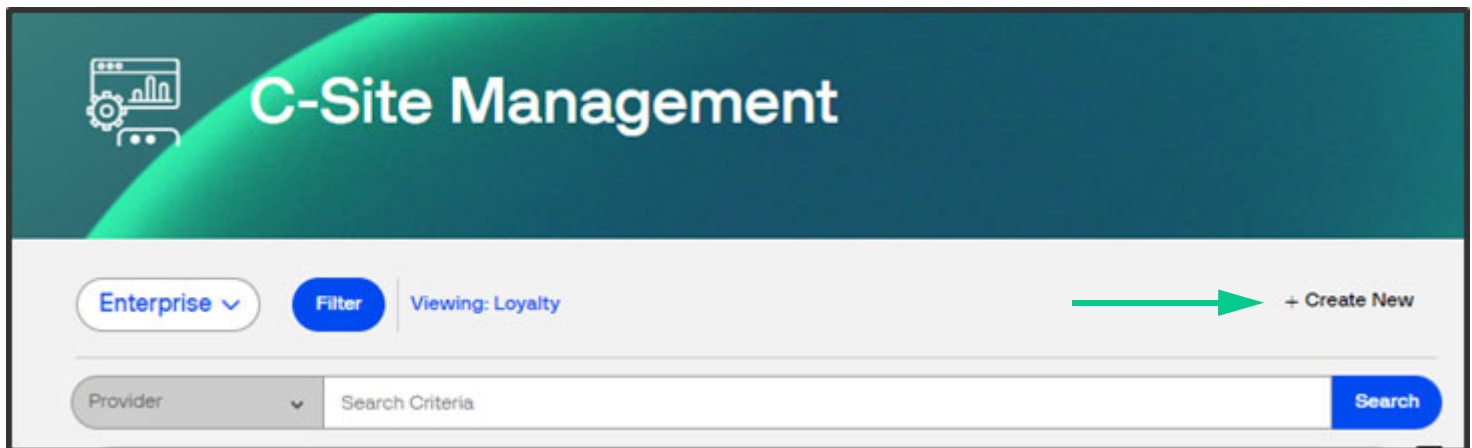 C-Site Management
Enterprise
Filter
Viewing: Loyalty
+ Create New
Provider
Search Criteria
Search